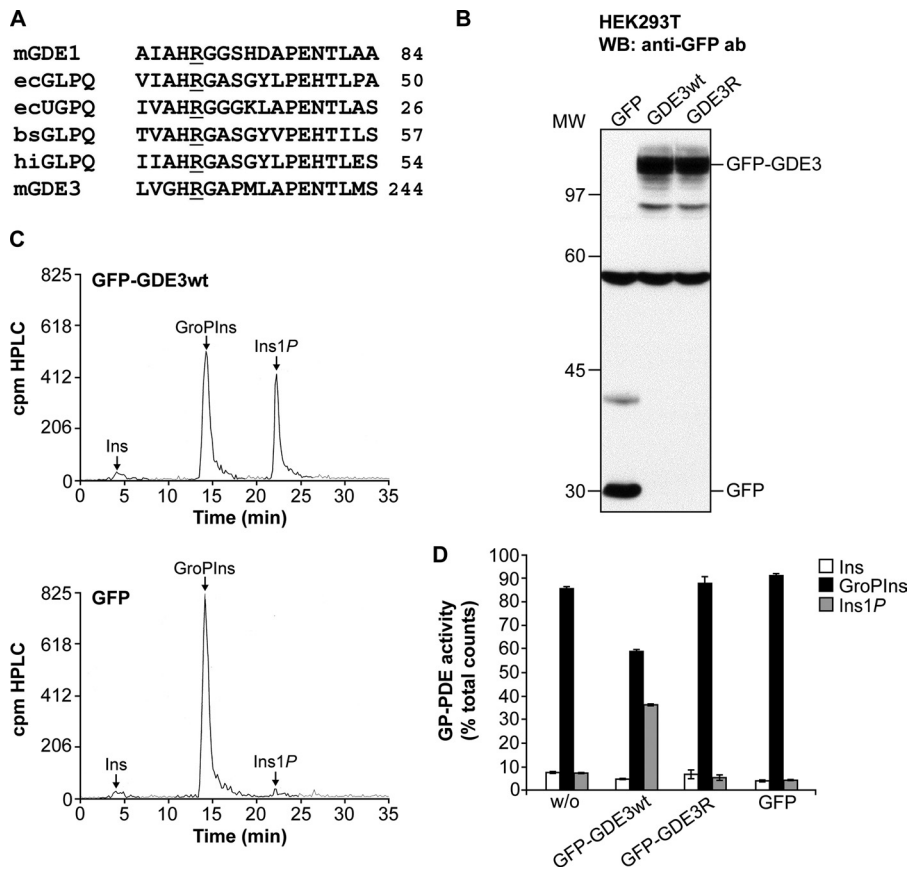 A
mGDE1 AIAHRGGSHDAPENTLAA 84
ecGLPQ VIAHRGASGYLPEHTLPA 50
ecUGPQ IVAHRGGGKLAPENTLAS 26
bsGLPQ TVAHRGASGYVPEHTILS 57
hiGLPQ IIAHRGASGYLPEHTLES 54
mGDE3 LVGHRGAPMLAPENTLMS 244
B
HEK293T
WB: anti-GFP ab
MW GFP GDE3wt GDE3R
GFP-GDE3
97
60
45
30 GFP
C
GFP-GDE3wt
cpm HPLC
825
618
412
206
0
Ins GroPIns Ins1P
0 5 10 15 20 25 30 35
Time (min)
GFP
cpm HPLC
825
618
412
206
0
Ins GroPIns Ins1P
0 5 10 15 20 25 30 35
Time (min)
D
GP-PDE activity
(% total counts)
100
90
80
70
60
50
40
30
20
10
0
w/o GFP-GDE3wt GFP-GDE3R GFP
Ins
GroPIns
Ins1P